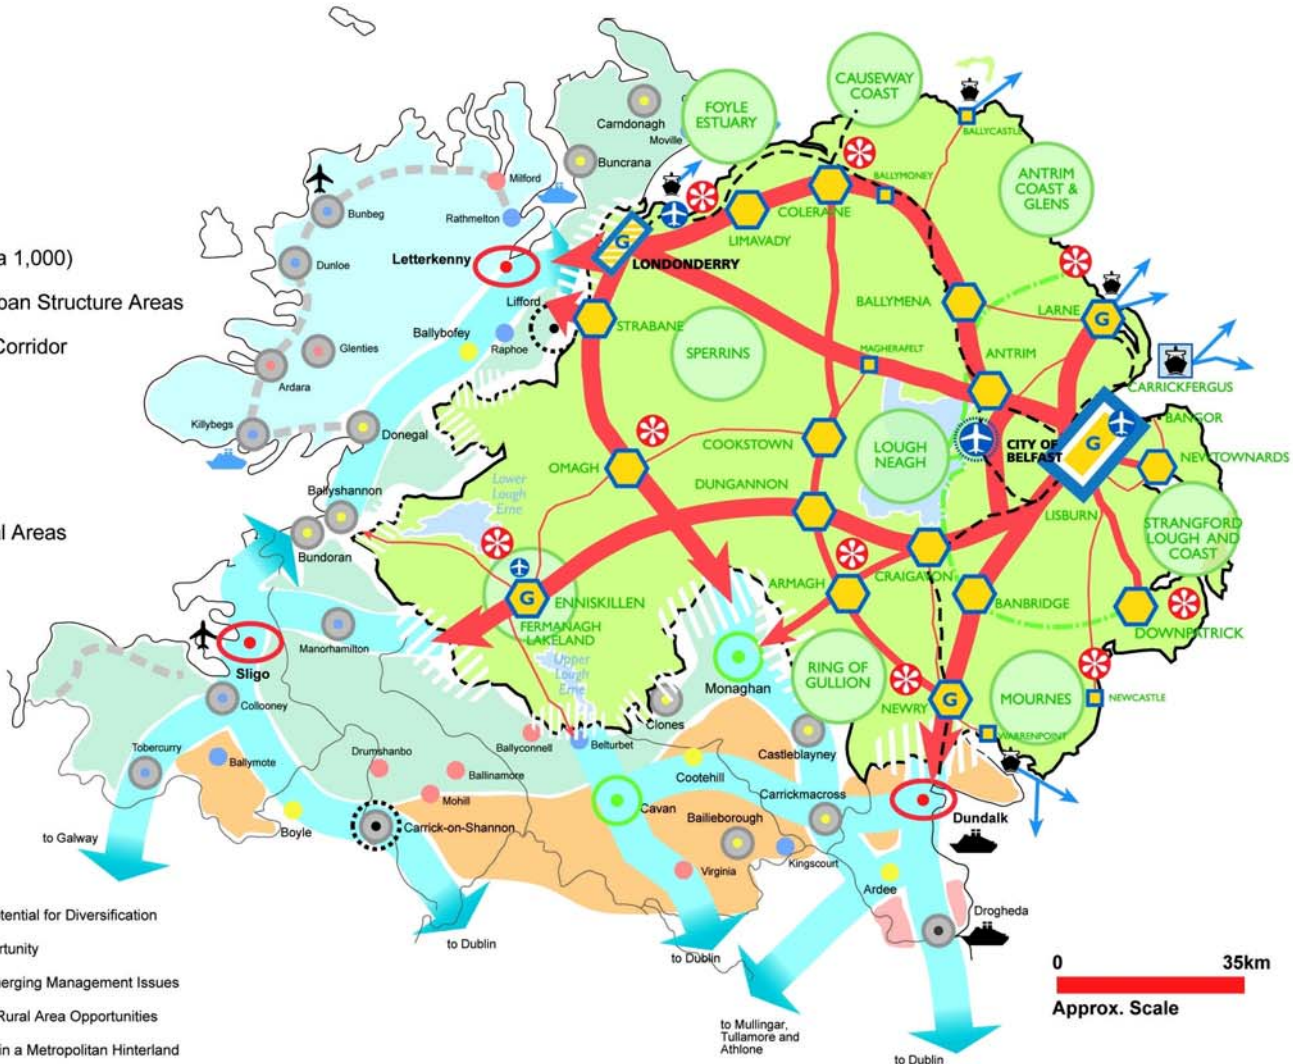 a 1,000)
ban Structure Areas
Corridor
l Areas
tential for Diversification
rtunity
erging Management Issues
Rural Area Opportunities
in a Metropolitan Hinterland
CAUSEWAY
COAST
FOYLE
ESTUARY
BALLYCASTLE
Carndonagh
Moville
Buncrana
ANTRIM
COAST &
GLENS
Milford
BALLYMONEY
Bunbeg
Rathmelton
COLERAINE
LIMAVADY
G
Letterkenny
LONDONDERRY
Dunloe
Lifford
BALLYMENA
LARNE
G
STRABANE
Ballybofey
Raphoe
Glenties
SPERRINS
MAGHERAFELT
ANTRIM
Ardara
CARRICKFERGUS
Killybegs
Donegal
BANGOR
COOKSTOWN
LOUGH
NEAGH
CITY OF
BELFAST
G
NEWTOWNARDS
OMAGH
Lower
Lough
Erne
DUNGANNON
Ballyshannon
LISBURN
STRANGFORD
LOUGH AND
COAST
Bundoran
ARMAGH
CRAIGAVON
G
ENNISKILLEN
BANBRIDGE
FERMANAGH
LAKELAND
DOWNPATRICK
Manorhamilton
Upper
Lough
Erne
RING OF
GULLION
Sligo
Monaghan
MOURNES
NEWCASTLE
Collooney
Clones
NEWRY
G
WARRENPOINT
Tobercurry
Ballymote
Drumshanbo
Ballyconnell
Belturbet
Castleblayney
Ballinamore
Cootehill
Mohill
Carrickmacross
Cavan
Dundalk
Boyle
Carrick-on-Shannon
Bailieborough
to Galway
Kingscourt
Virginia
Ardee
Drogheda
to Dublin
to Dublin
0 35km
Approx. Scale
to Mullingar,
Tullamore and
Athlone
to Dublin